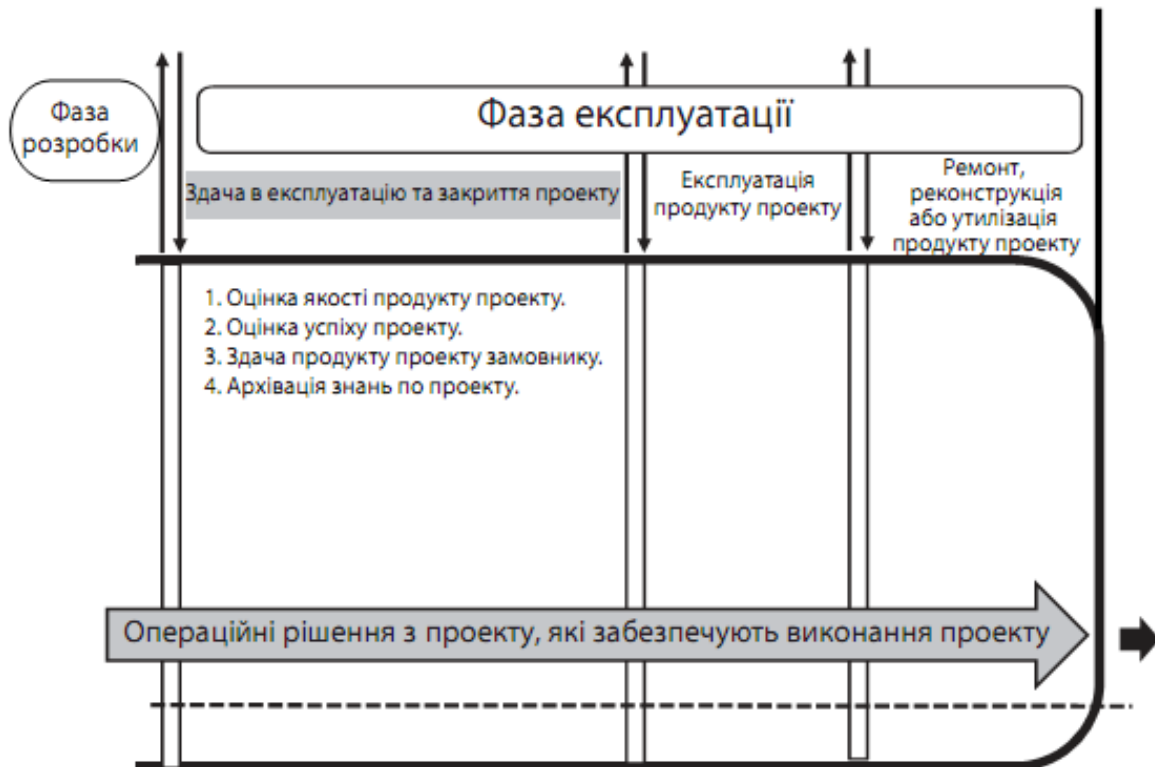 Фаза
розробки
Фаза експлуатації
Здача в експлуатацію та закриття проекту
Експлуатація
продукту проекту
Ремонт,
реконструкція
або утилізація
продукту проекту
1. Оцінка якості продукту проекту.
2. Оцінка успіху проекту.
3. Здача продукту проекту замовнику.
4. Архівація знань по проекту.
Операційні рішення з проекту, які забезпечують виконання проекту